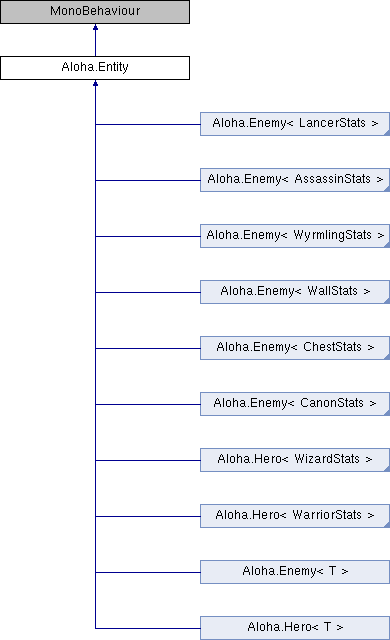 MonoBehaviour
Aloha.Entity
Aloha.Enemy< LancerStats >
Aloha.Enemy< AssassinStats >
Aloha.Enemy< WyrmlingStats >
Aloha.Enemy< WallStats >
Aloha.Enemy< ChestStats >
Aloha.Enemy< CanonStats >
Aloha.Hero< WizardStats >
Aloha.Hero< WarriorStats >
Aloha.Enemy< T >
Aloha.Hero< T >